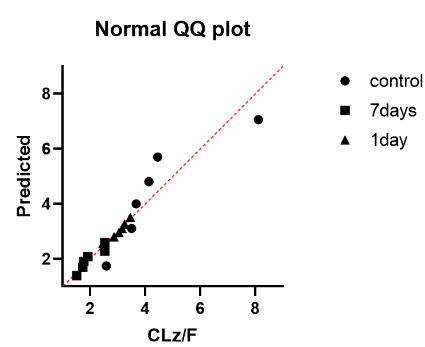 Normal QQ plot
Predicted
8
6
4
2
2 4 6 8
CLz/F
control
7days
1day